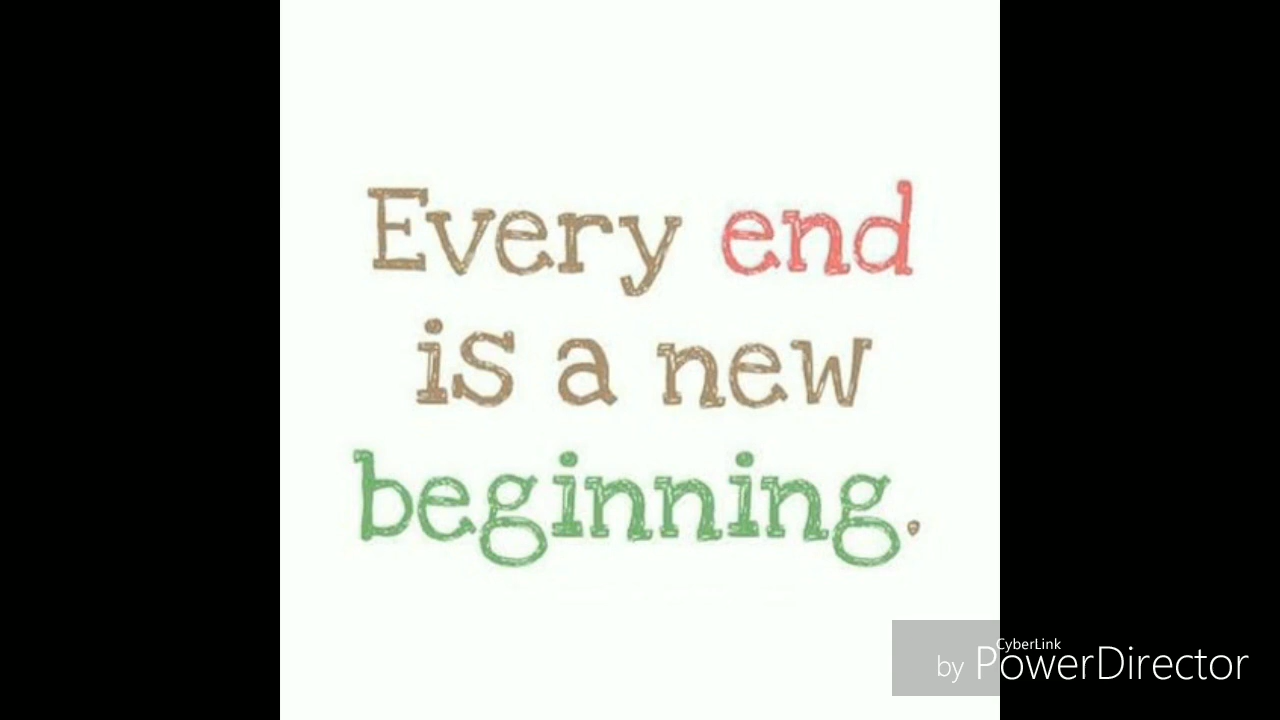 Every end
is a new
beginning.
CyberLink
by PowerDirector